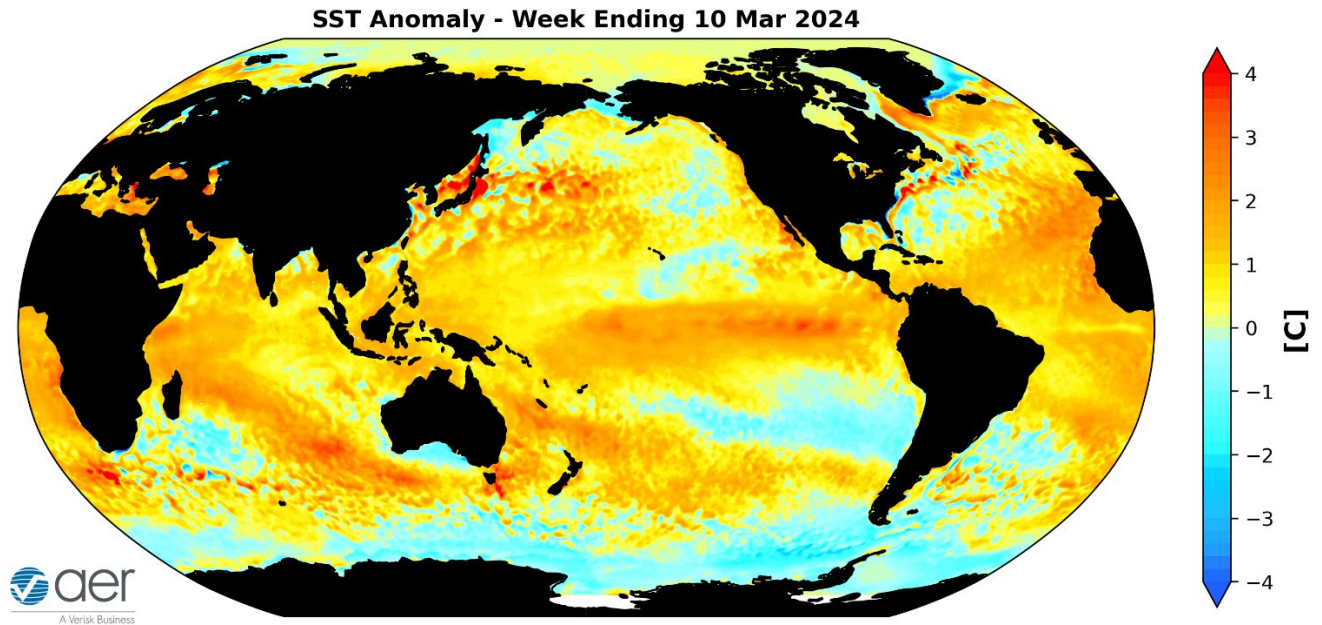 SST Anomaly - Week Ending 10 Mar 2024
4
3
2
1
0
−1
−2
−3
−4
[C]
aer
A Verisk Business